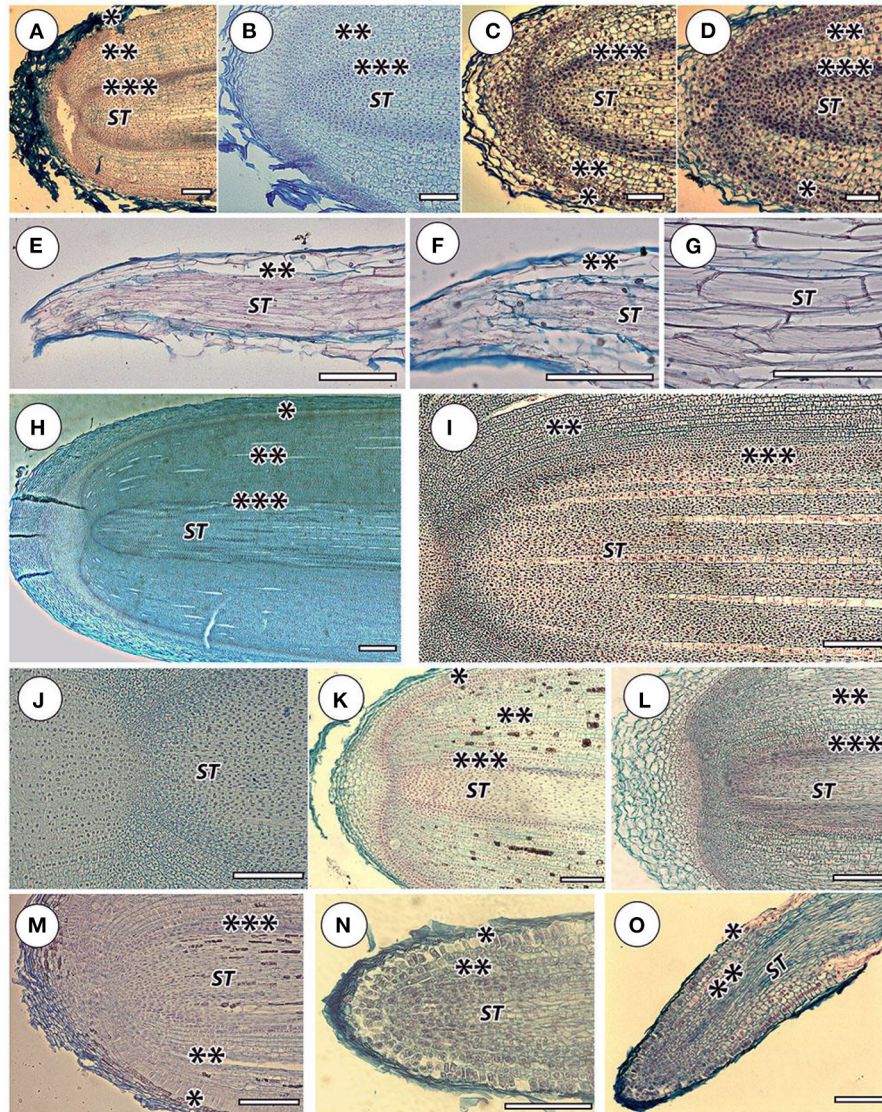 A B C D
* ** *** ST
** *** ST
*** ST ** *
** *** ST *
E F G
** ST
** ST
ST
H I
* ** *** ST
** *** ST
J K L
ST
* ** *** ST
** *** ST
M N O
*** ST ** *
* ** ST
* ** ST